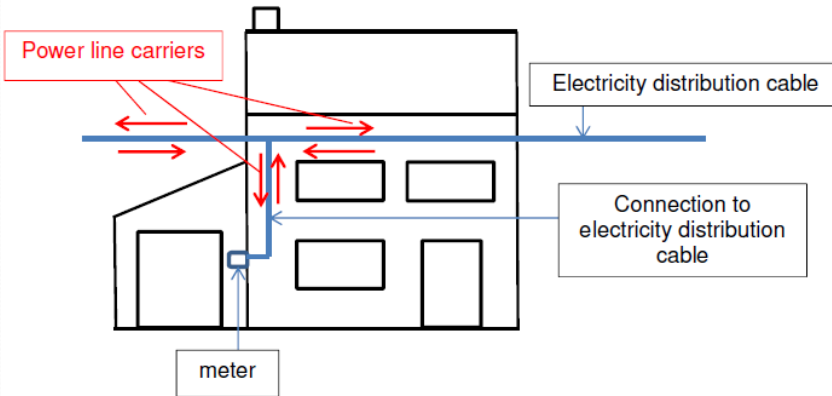 Power line carriers
Electricity distribution cable
Connection to
electricity distribution
cable
meter